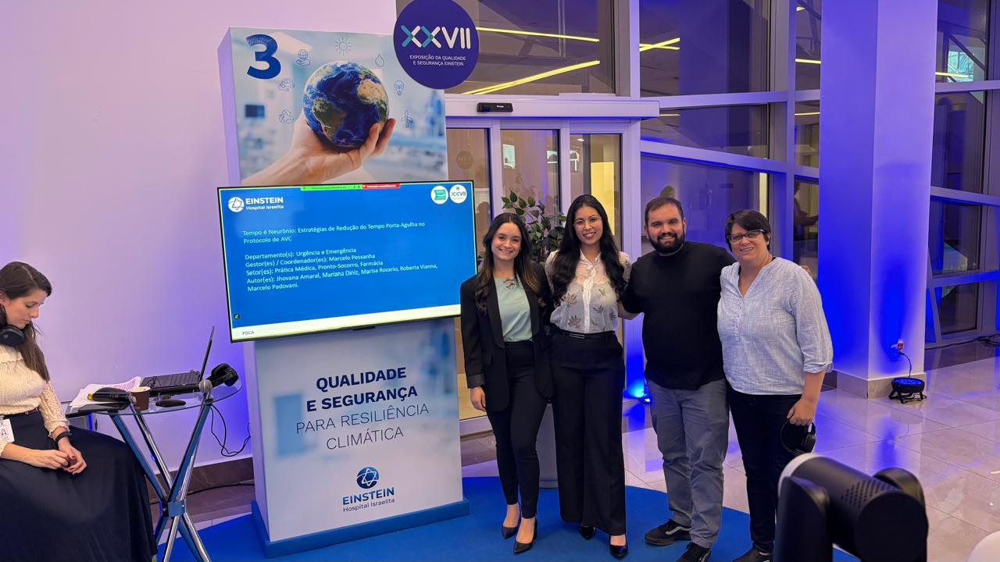 3
XXVII
EXPOSIÇÃO DA QUALIDADE
E SEGURANÇA EINSTEIN
EINSTEIN
Hospital Israelita
XXVII
Tempo é Neurônio: Estratégias de Redução do Tempo Porta-Agulha no
Protocolo de AVC
Departamento(s): Urgência e Emergência
Gestor(es) / Coordenador(es): Marcelo Pessanha
Setor(es): Prática Médica, Pronto-Socorro, Farmácia
Autor(es): Jhovana Amaral, Mariana Diniz, Marisa Rozario, Roberta Vianna,
Marcelo Padovani.
PDCA
QUALIDADE
E SEGURANÇA
PARA RESILIÊNCIA
CLIMÁTICA
EINSTEIN
Hospital Israelita